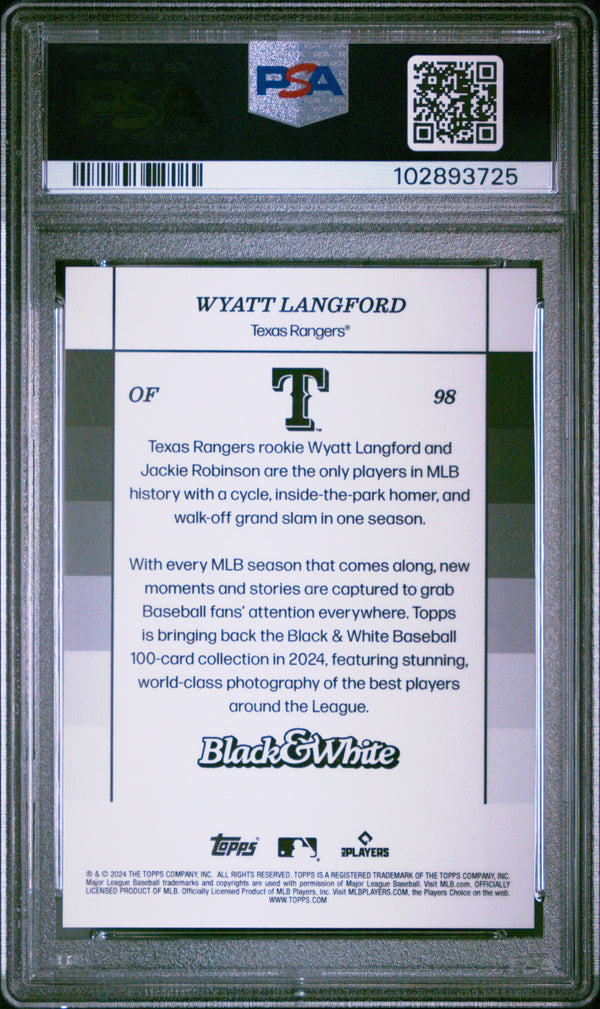 PSA
102893725
WYATT LANGFORD
Texas Rangers®
OF
98
T™
Texas Rangers rookie Wyatt Langford and
Jackie Robinson are the only players in MLB
history with a cycle, inside-the-park homer, and
walk-off grand slam in one season.
With every MLB season that comes along, new
moments and stories are captured to grab
Baseball fans' attention everywhere. Topps
is bringing back the Black & White Baseball
100-card collection in 2024, featuring stunning,
world-class photography of the best players
around the League.
Black&White
Topps®
PLAYERS
® & © 2024 THE TOPPS COMPANY, INC. ALL RIGHTS RESERVED. TOPPS IS A REGISTERED TRADEMARK OF THE TOPPS COMPANY, INC.
Major League Baseball trademarks and copyrights are used with permission of Major League Baseball. Visit MLB.com. OFFICIALLY
LICENSED PRODUCT OF MLB. Officially Licensed Product of MLB Players, Inc. Visit MLBPLAYERS.COM, the Players Choice on the web.
WWW.TOPPS.COM